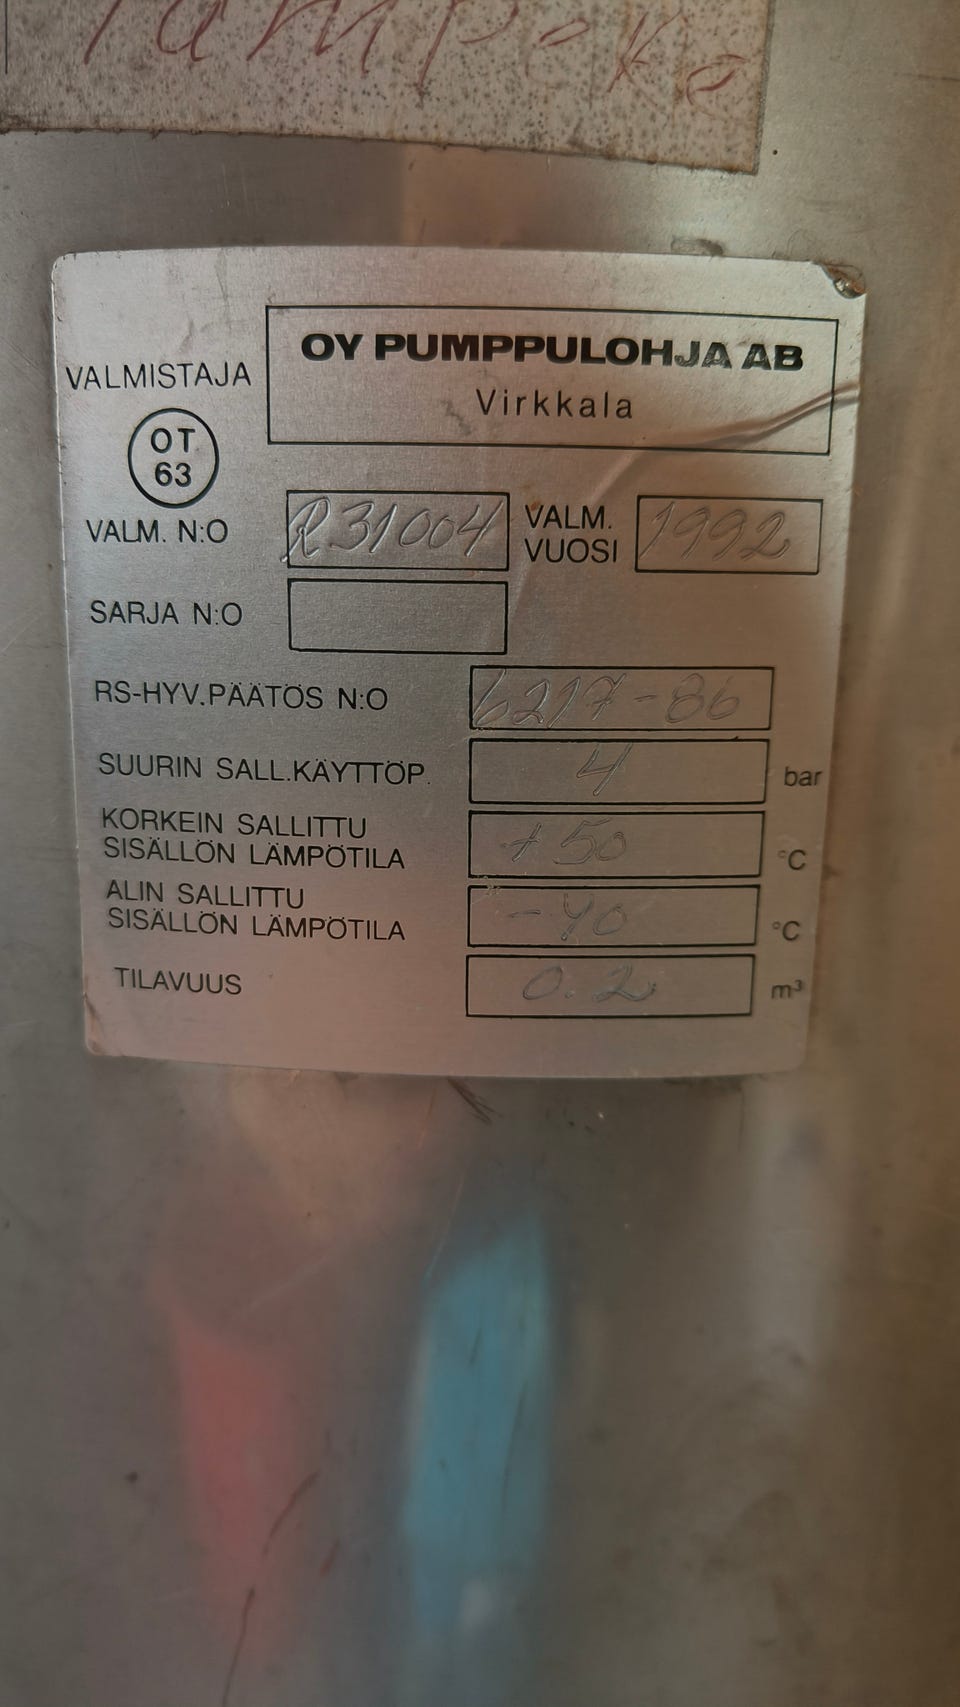 OY PUMPPULOHJA AB
Virkkala
VALMISTAJA
OT
63
VALM. N:O R31004 VALM. VUOSI 1992
SARJA N:O
RS-HYV.PÄÄTÖS N:O 6217-86
SUURIN SALL.KÄYTTÖP. 4 bar
KORKEIN SALLITTU
SISÄLLÖN LÄMPÖTILA +50 °C
ALIN SALLITTU
SISÄLLÖN LÄMPÖTILA -40 °C
TILAVUUS 0.2 m³